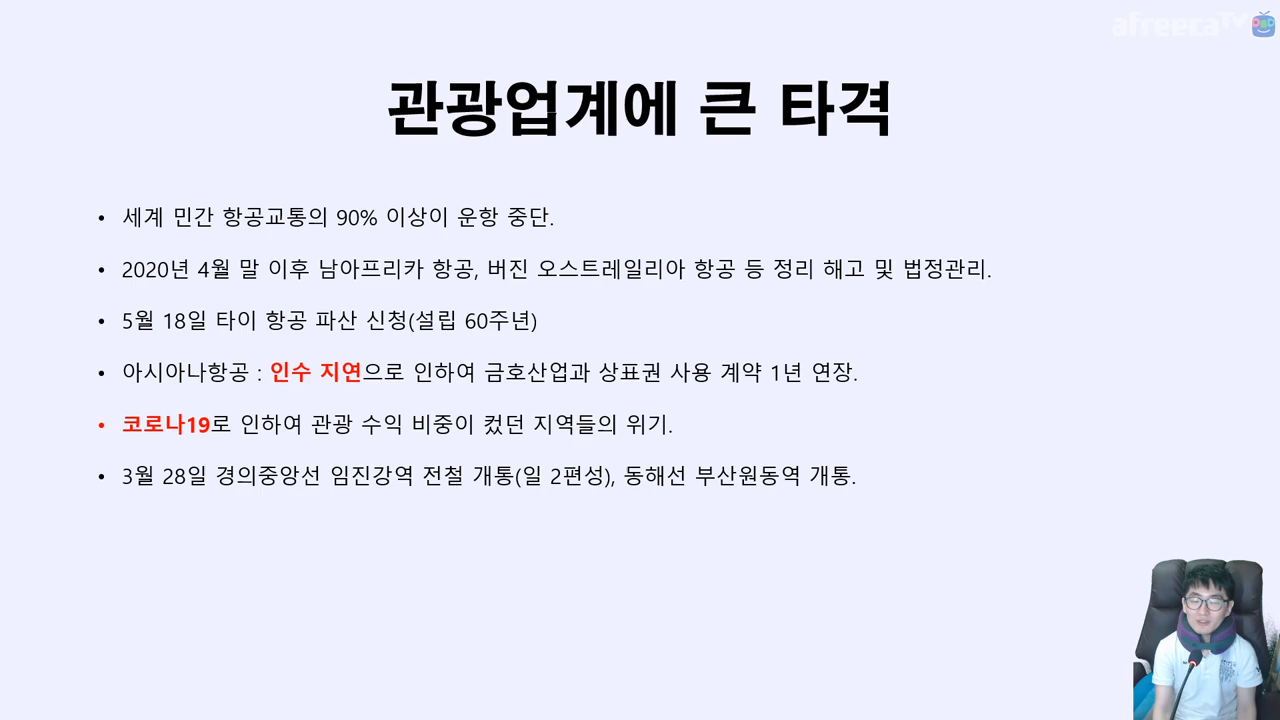 afreecaTV
관광업계에 큰 타격
• 세계 민간 항공교통의 90% 이상이 운항 중단.
• 2020년 4월 말 이후 남아프리카 항공, 버진 오스트레일리아 항공 등 정리 해고 및 법정관리.
• 5월 18일 타이 항공 파산 신청(설립 60주년)
• 아시아나항공 : 인수 지연으로 인하여 금호산업과 상표권 사용 계약 1년 연장.
• 코로나19로 인하여 관광 수익 비중이 컸던 지역들의 위기.
• 3월 28일 경의중앙선 임진강역 전철 개통(일 2편성), 동해선 부산원동역 개통.